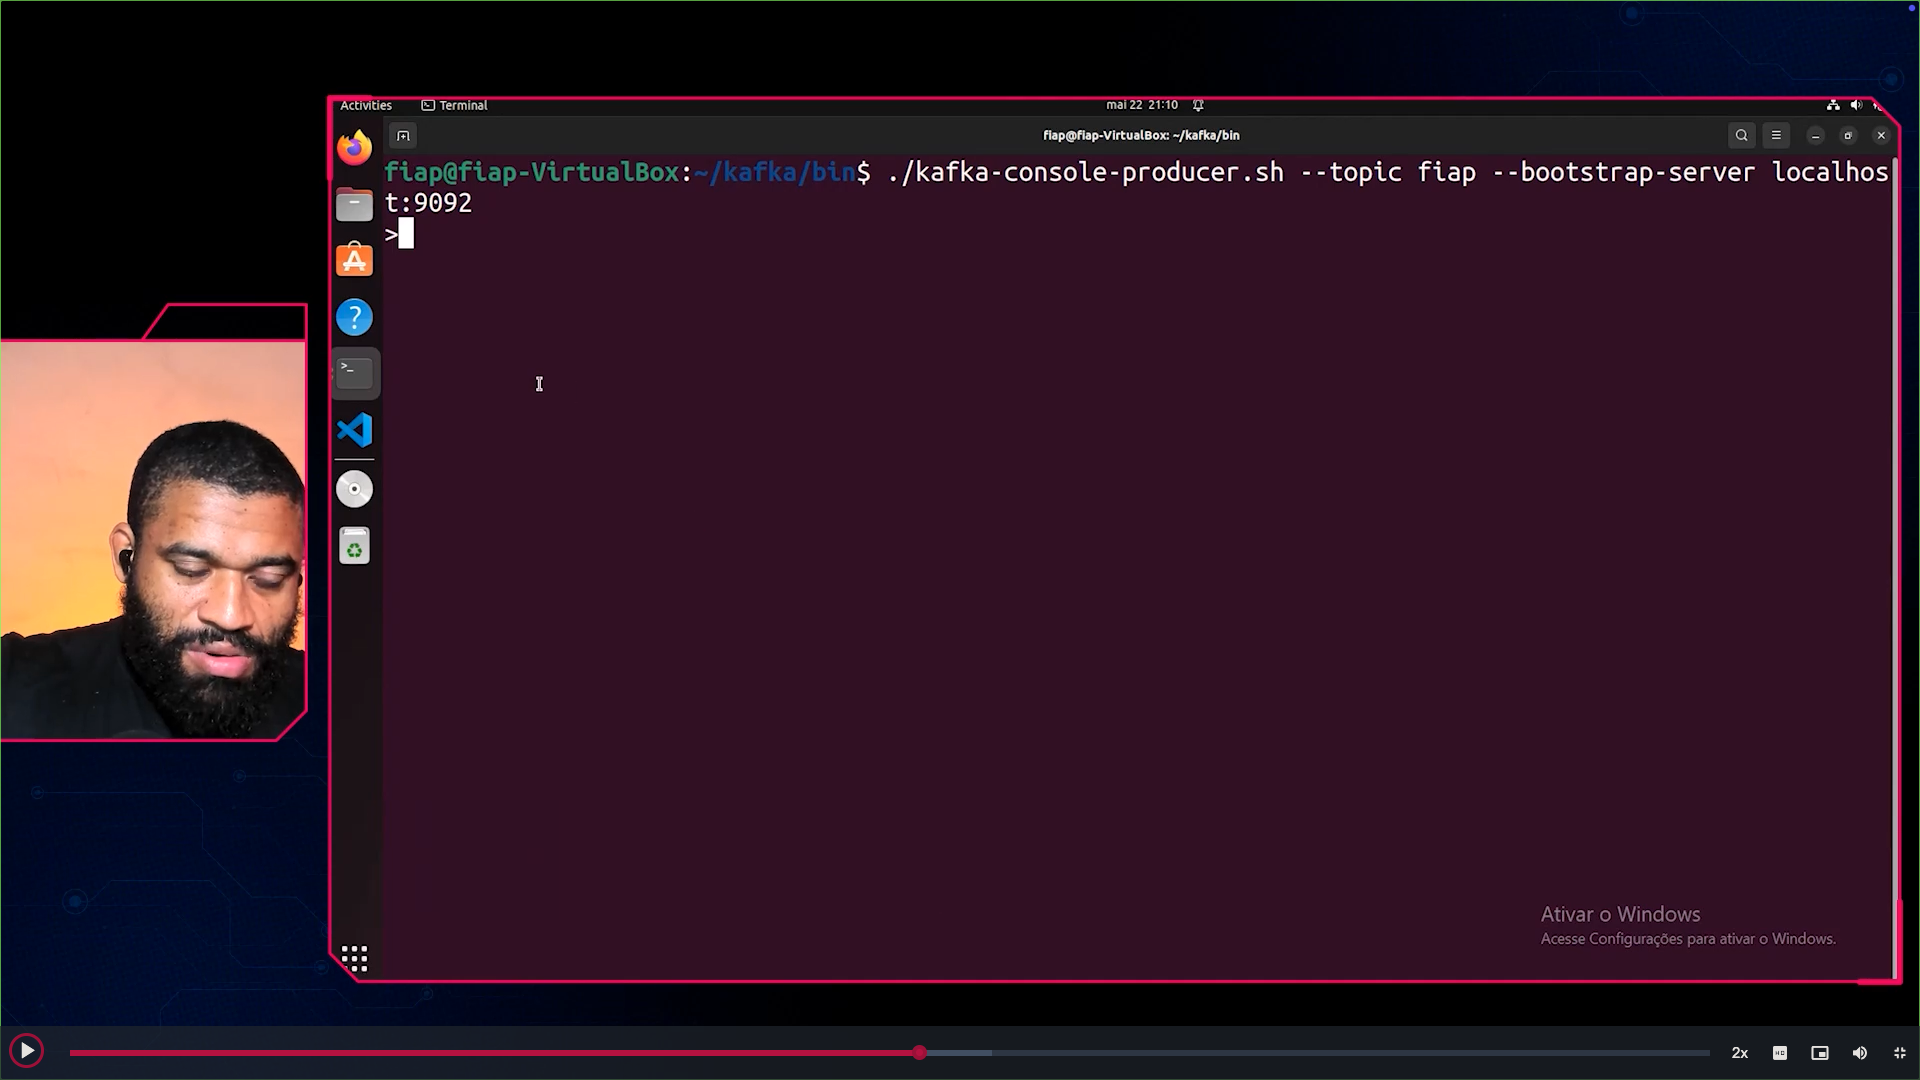 Activities
Terminal
mai 22 21:10
fiap@fiap-VirtualBox: ~/kafka/bin
fiap@fiap-VirtualBox:~/kafka/bin$ ./kafka-console-producer.sh --topic fiap --bootstrap-server localhos
t:9092
>
Ativar o Windows
Acesse Configurações para ativar o Windows.
2x